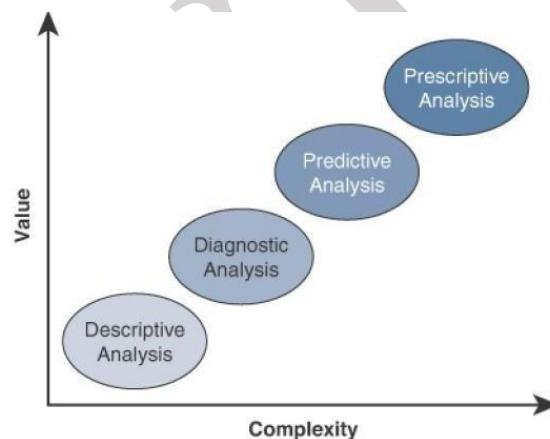 Prescriptive
Analysis
Predictive
Analysis
Diagnostic
Analysis
Descriptive
Analysis
Value
Complexity